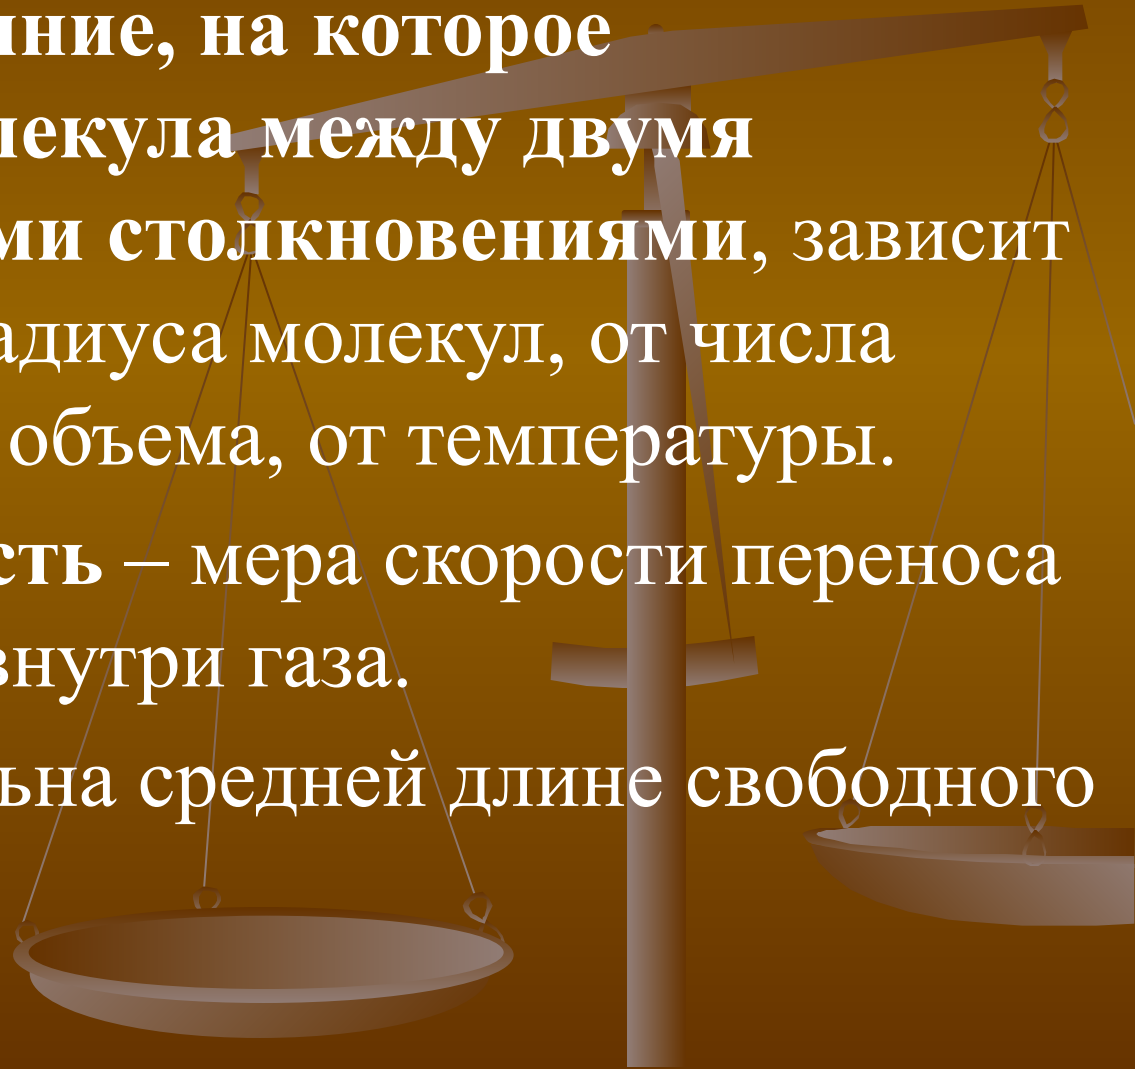 яние, на которое
лекула между двумя
ми столкновениями, зависит
адиуса молекул, от числа
объема, от температуры.
сть – мера скорости переноса
внутри газа.
ьна средней длине свободного